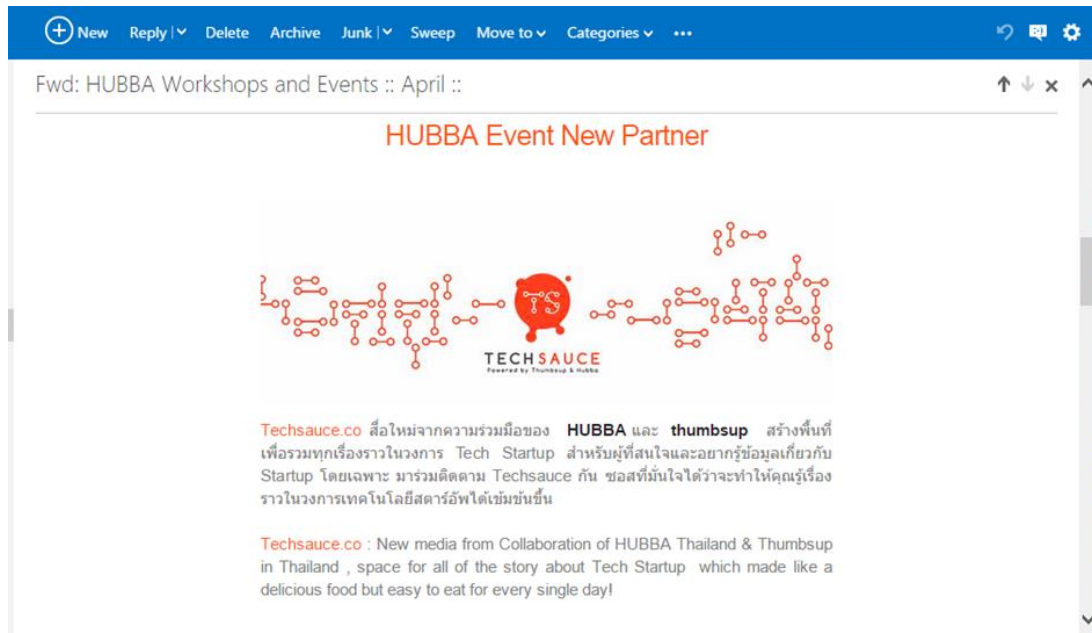 New Reply Delete Archive Junk Sweep Move to Categories •••
Fwd: HUBBA Workshops and Events :: April ::
HUBBA Event New Partner
TS
TECHSAUCE
Powered by Thumbsup & Hubba
Techsauce.co สื่อใหม่จากความร่วมมือของ HUBBA และ thumbsup สร้างพื้นที่
เพื่อรวมทุกเรื่องราวในวงการ Tech Startup สำหรับผู้ที่สนใจและอยากรู้ข้อมูลเกี่ยวกับ
Startup โดยเฉพาะ มาร่วมติดตาม Techsauce กัน ซอสที่มั่นใจได้ว่าจะทำให้คุณรู้เรื่อง
ราวในวงการเทคโนโลยีสตาร์อัพได้เข้มข้นขึ้น
Techsauce.co : New media from Collaboration of HUBBA Thailand & Thumbsup
in Thailand , space for all of the story about Tech Startup which made like a
delicious food but easy to eat for every single day!